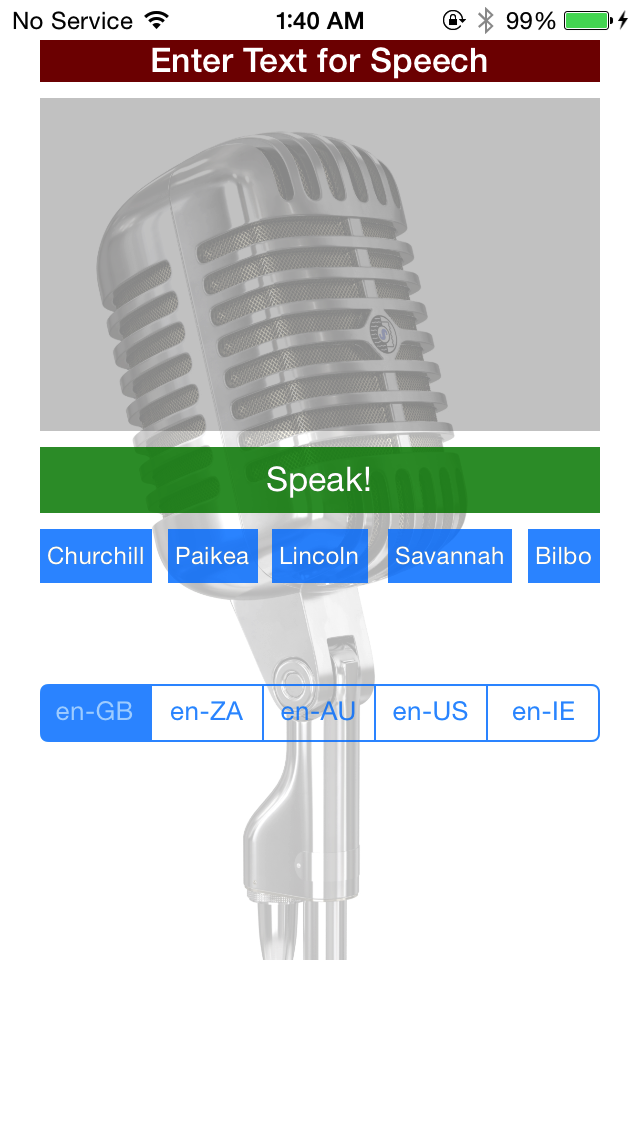 No Service 1:40 AM 99%
Enter Text for Speech
Speak!
Churchill Paikea Lincoln Savannah Bilbo
en-GB en-ZA en-AU en-US en-IE